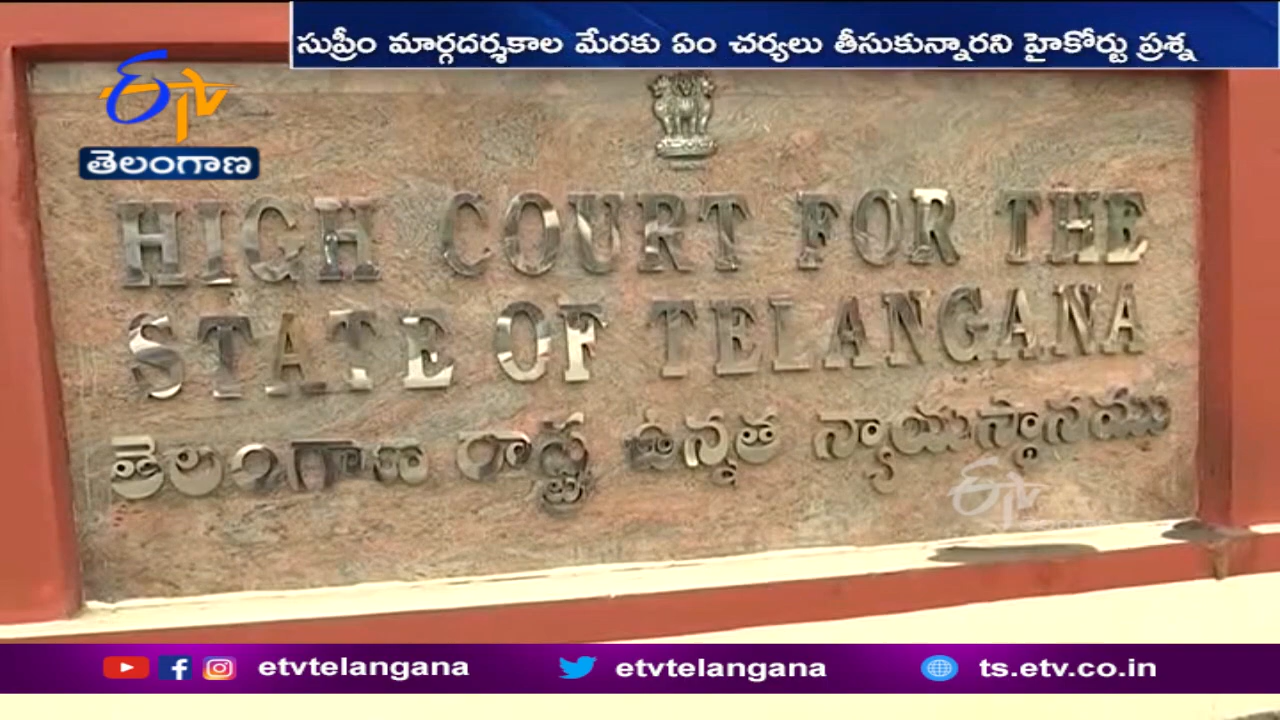 సుప్రీం మార్గదర్శకాల మేరకు ఏం చర్యలు తీసుకున్నారని హైకోర్టు ప్రశ్న
ETV
తెలంగాణ
HIGH COURT FOR THE
STATE OF TELANGANA
తెలంగాణ రాష్ట్ర ఉన్నత న్యాయస్థానము
etvtelangana
etvtelangana
ts.etv.co.in